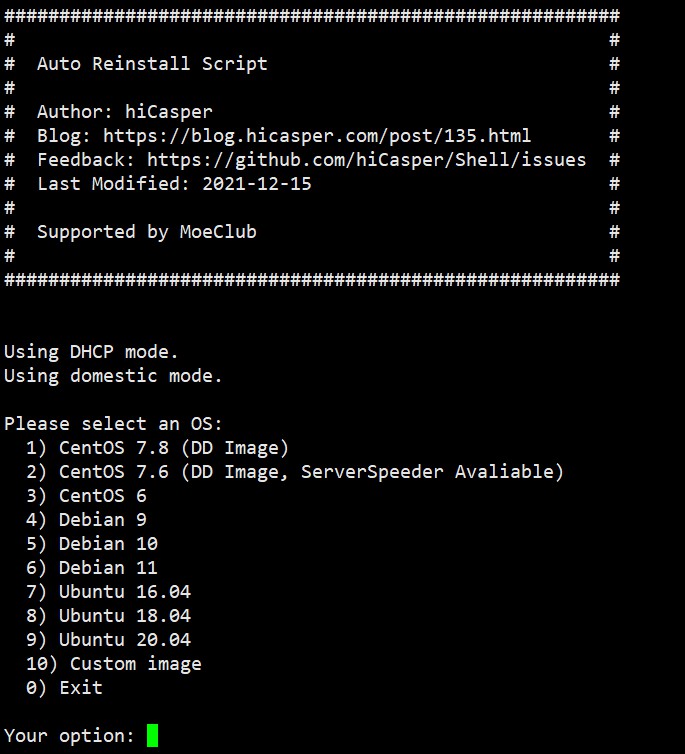 ########################################################
#                                                      #
#  Auto Reinstall Script                               #
#                                                      #
#  Author: hiCasper                                    #
#  Blog: https://blog.hicasper.com/post/135.html       #
#  Feedback: https://github.com/hiCasper/Shell/issues  #
#  Last Modified: 2021-12-15                           #
#                                                      #
#  Supported by MoeClub                                #
#                                                      #
########################################################
Using DHCP mode.
Using domestic mode.
Please select an OS:
  1) CentOS 7.8 (DD Image)
  2) CentOS 7.6 (DD Image, ServerSpeeder Avaliable)
  3) CentOS 6
  4) Debian 9
  5) Debian 10
  6) Debian 11
  7) Ubuntu 16.04
  8) Ubuntu 18.04
  9) Ubuntu 20.04
  10) Custom image
  0) Exit
Your option: